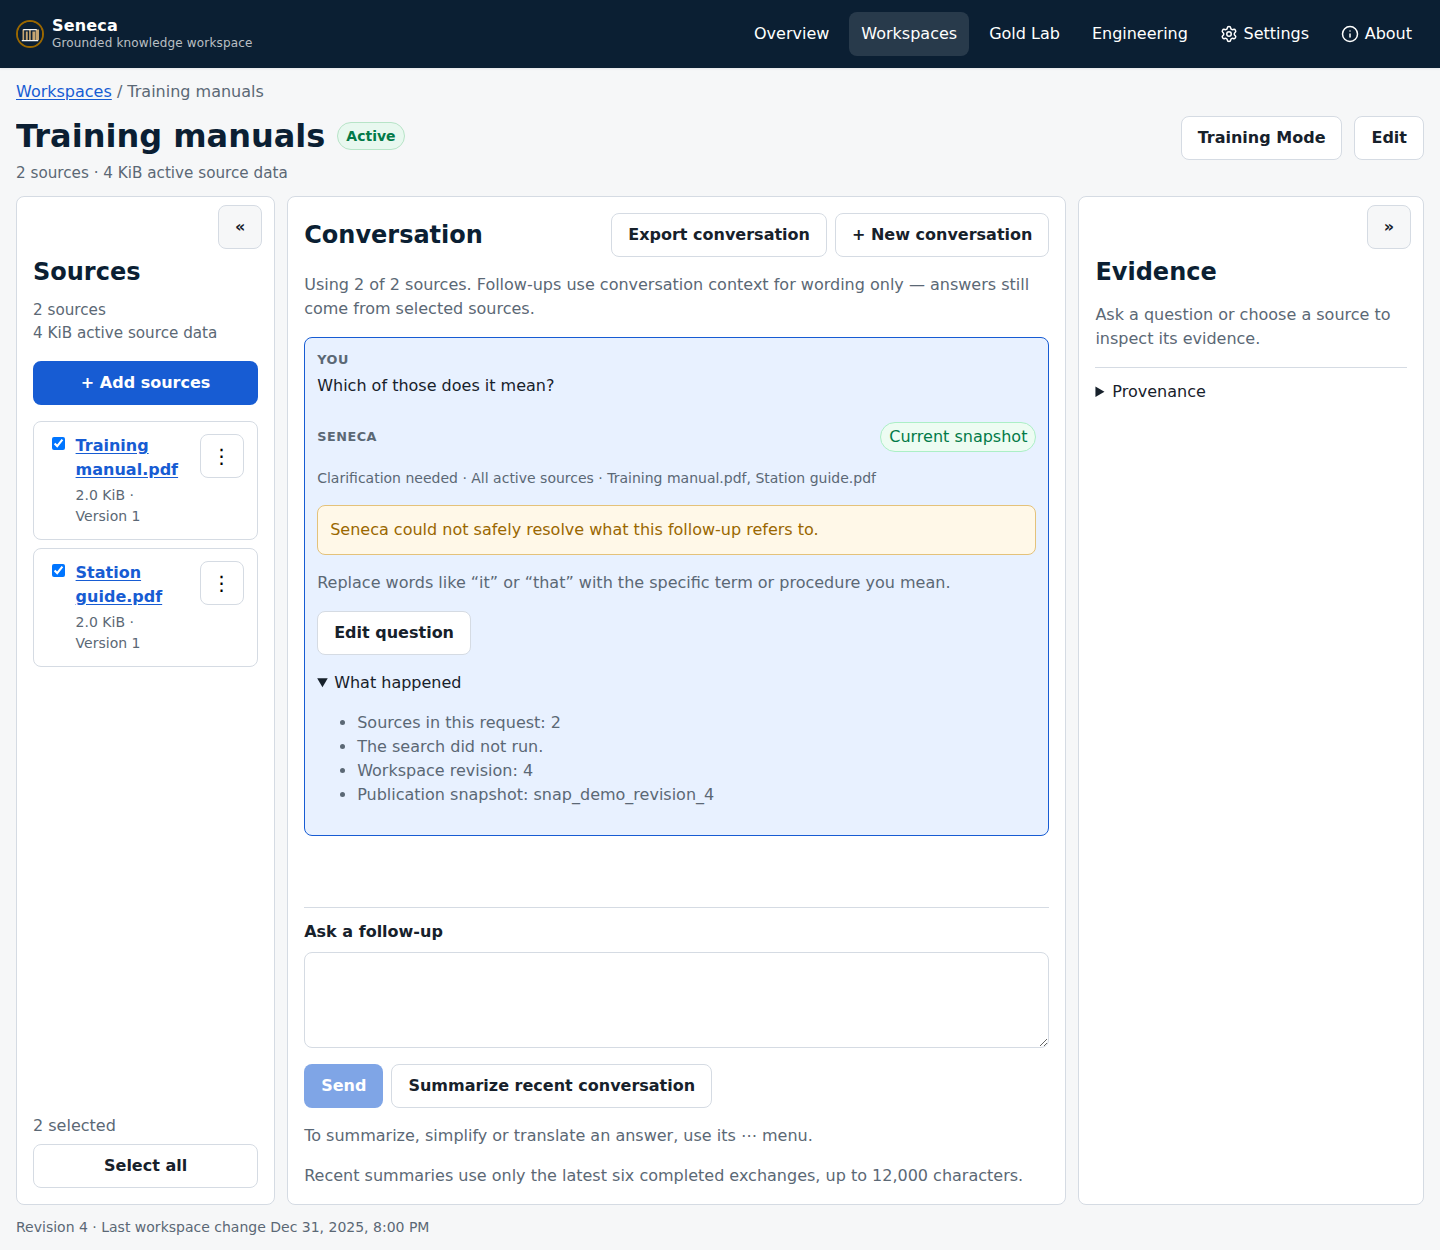 Seneca
Grounded knowledge workspace
Overview
Workspaces
Gold Lab
Engineering
Settings
About
Workspaces / Training manuals
Training manuals
Active
Training Mode
Edit
2 sources · 4 KiB active source data
«
Sources
2 sources
4 KiB active source data
+ Add sources
Training
manual.pdf
2.0 KiB ·
Version 1
⋮
Station
guide.pdf
2.0 KiB ·
Version 1
⋮
2 selected
Select all
Conversation
Export conversation
+ New conversation
Using 2 of 2 sources. Follow-ups use conversation context for wording only — answers still
come from selected sources.
YOU
Which of those does it mean?
SENECA
Current snapshot
Clarification needed · All active sources · Training manual.pdf, Station guide.pdf
Seneca could not safely resolve what this follow-up refers to.
Replace words like “it” or “that” with the specific term or procedure you mean.
Edit question
▼ What happened
• Sources in this request: 2
• The search did not run.
• Workspace revision: 4
• Publication snapshot: snap_demo_revision_4
Ask a follow-up
Send
Summarize recent conversation
To summarize, simplify or translate an answer, use its ⋯ menu.
Recent summaries use only the latest six completed exchanges, up to 12,000 characters.
»
Evidence
Ask a question or choose a source to
inspect its evidence.
▶ Provenance
Revision 4 · Last workspace change Dec 31, 2025, 8:00 PM